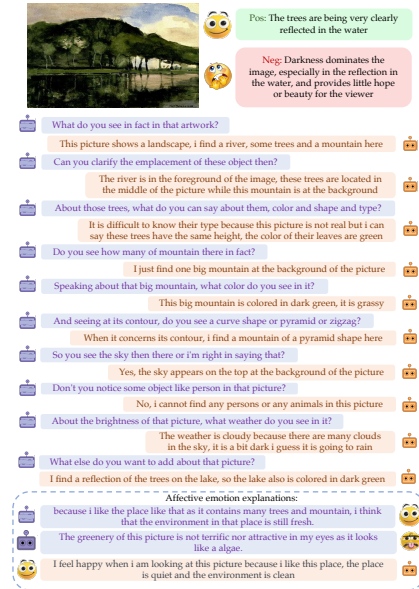 Pos: The trees are being very clearly
reflected in the water
Neg: Darkness dominates the
image, especially in the reflection in
the water, and provides little hope
or beauty for the viewer
What do you see in fact in that artwork?
This picture shows a landscape, i find a river, some trees and a mountain here
Can you clarify the emplacement of these object then?
The river is in the foreground of the image, these trees are located in
the middle of the picture while this mountain is at the background
About those trees, what do you can say about them, color and shape and type?
It is difficult to know their type because this picture is not real but i can
say these trees have the same height, the color of their leaves are green
Do you see how many of mountain there in fact?
I just find one big mountain at the background of the picture
Speaking about that big mountain, what color do you see in it?
This big mountain is colored in dark green, it is grassy
And seeing at its contour, do you see a curve shape or pyramid or zigzag?
When it concerns its contour, i find a mountain of a pyramid shape here
So you see the sky then there or i'm right in saying that?
Yes, the sky appears on the top at the background of the picture
Don't you notice some object like person in that picture?
No, i cannot find any persons or any animals in this picture
About the brightness of that picture, what weather do you see in it?
The weather is cloudy because there are many clouds
in the sky, it is a bit dark i guess it is going to rain
What else do you want to add about that picture?
I find a reflection of the trees on the lake, so the lake also is colored in dark green
Affective emotion explanations:
because i like the place like that as it contains many trees and mountain, i think
that the environment in that place is still fresh.
The greenery of this picture is not terrific nor attractive in my eyes as it looks
like a algae.
I feel happy when i am looking at this picture because i like this place, the place
is quiet and the environment is clean